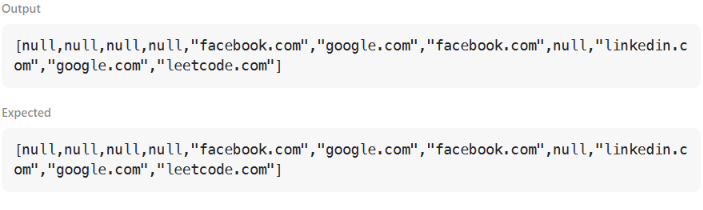 Output
[null,null,null,null,"facebook.com","google.com","facebook.com",null,"linkedin.c
om","google.com","leetcode.com"]
Expected
[null,null,null,null,"facebook.com","google.com","facebook.com",null,"linkedin.c
om","google.com","leetcode.com"]